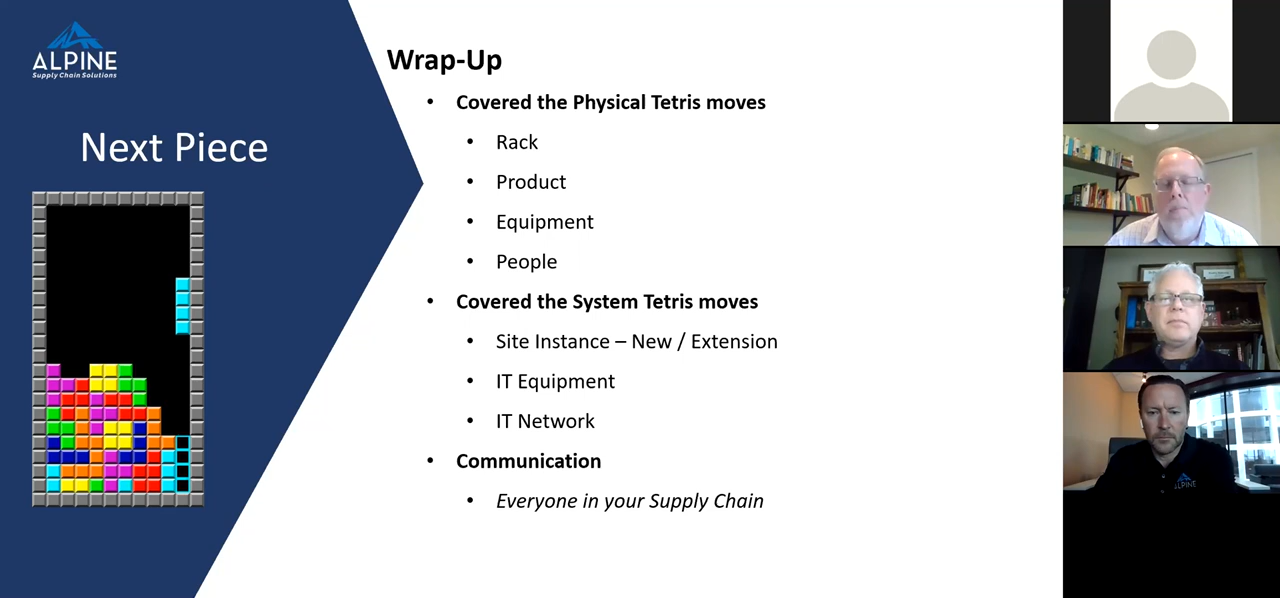 ALPINE
Supply Chain Solutions
Next Piece
Wrap-Up
• Covered the Physical Tetris moves
• Rack
• Product
• Equipment
• People
• Covered the System Tetris moves
• Site Instance – New / Extension
• IT Equipment
• IT Network
• Communication
• Everyone in your Supply Chain
ALPINE